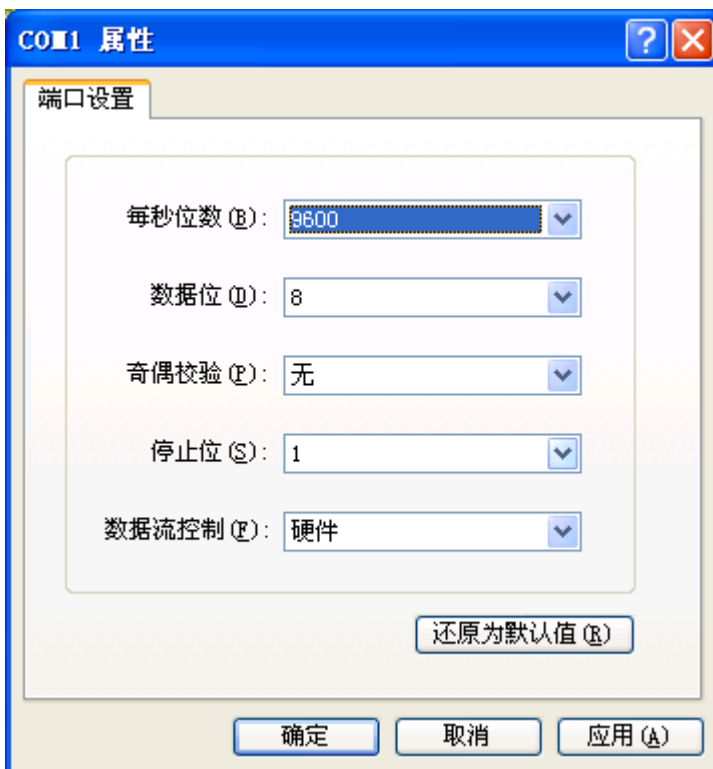 COM1 属性
端口设置
每秒位数(B): 9600
数据位(D): 8
奇偶校验(P): 无
停止位(S): 1
数据流控制(F): 硬件
还原为默认值(R)
确定 取消 应用(A)